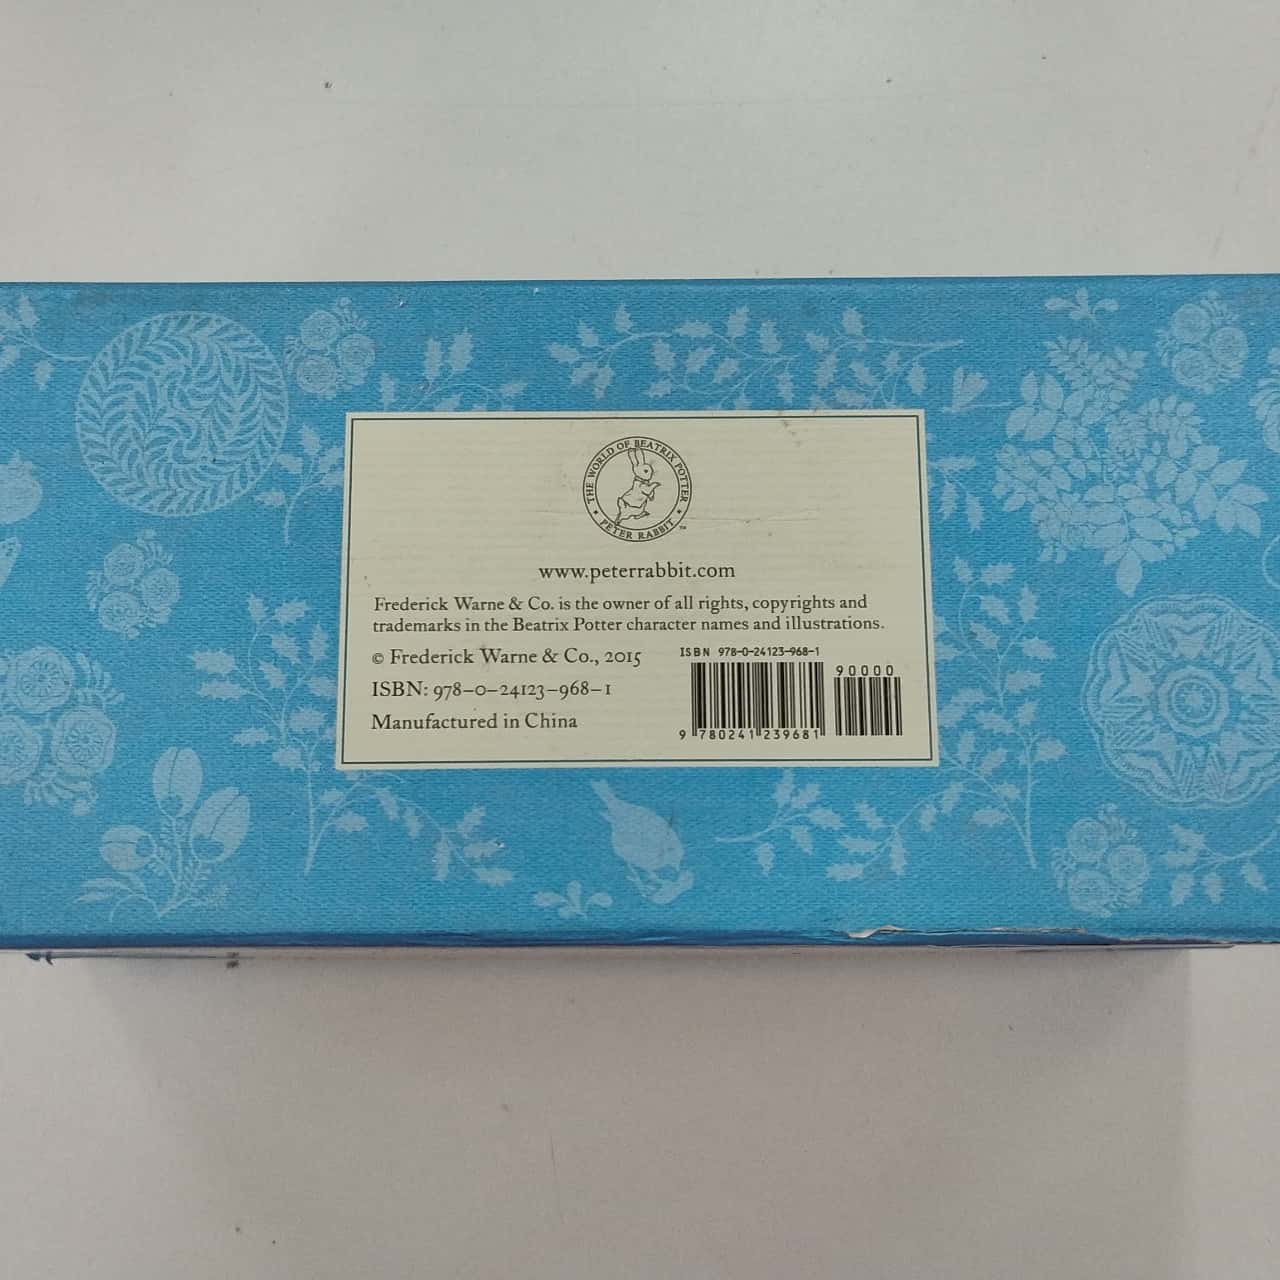 THE WORLD OF BEATRIX POTTER
PETER RABBIT
™
www.peterrabbit.com
Frederick Warne & Co. is the owner of all rights, copyrights and
trademarks in the Beatrix Potter character names and illustrations.
© Frederick Warne & Co., 2015
ISBN: 978-0-24123-968-1
Manufactured in China
ISBN 978-0-24123-968-1
90000
9 780241 239681